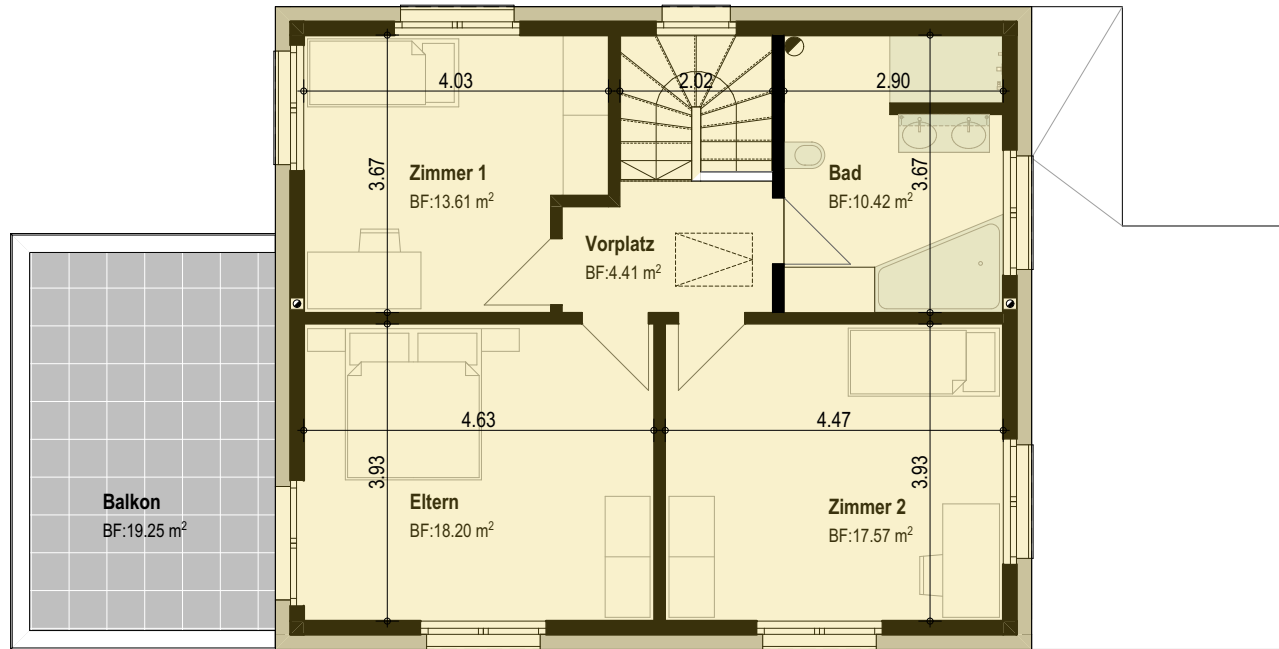 4.03
2.02
2.90
3.67
Zimmer 1
BF:13.61 m²
Bad
BF:10.42 m²
3.67
Vorplatz
BF:4.41 m²
4.63
4.47
3.93
3.93
Balkon
BF:19.25 m²
Eltern
BF:18.20 m²
Zimmer 2
BF:17.57 m²